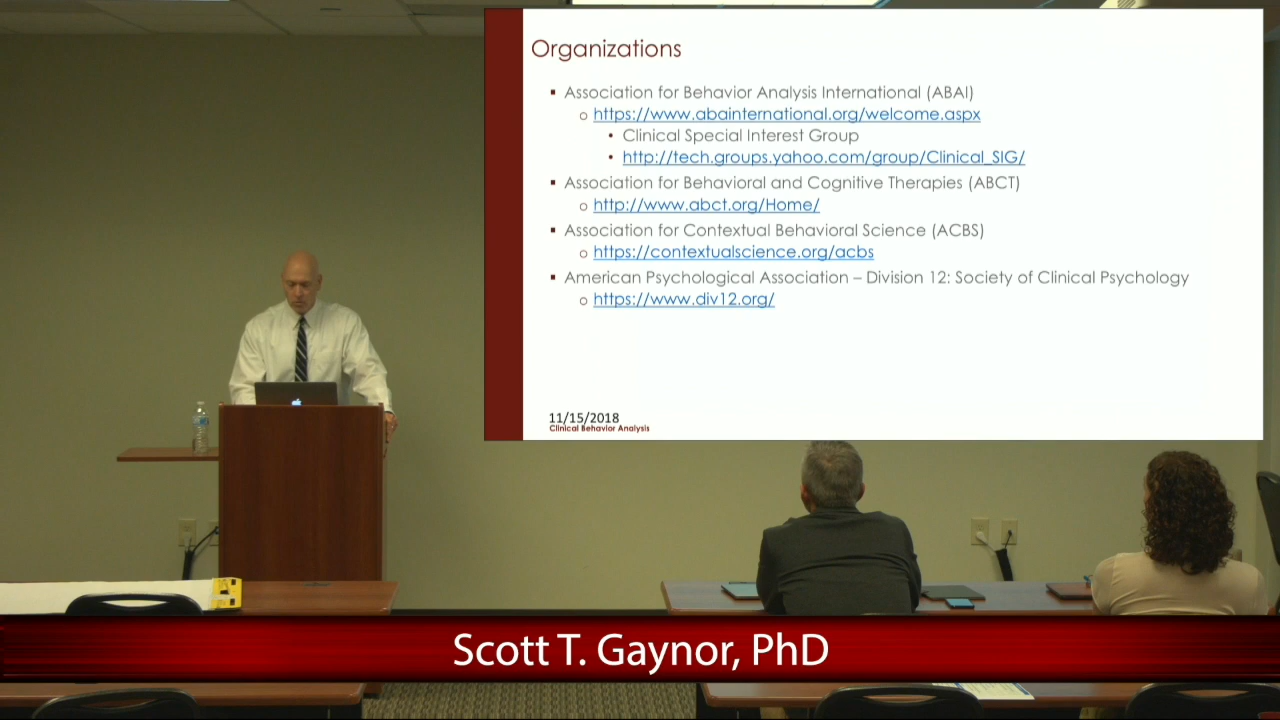 Organizations
▪ Association for Behavior Analysis International (ABAI)
o https://www.abainternational.org/welcome.aspx
• Clinical Special Interest Group
• http://tech.groups.yahoo.com/group/Clinical_SIG/
▪ Association for Behavioral and Cognitive Therapies (ABCT)
o http://www.abct.org/Home/
▪ Association for Contextual Behavioral Science (ACBS)
o https://contextualscience.org/acbs
▪ American Psychological Association – Division 12: Society of Clinical Psychology
o https://www.div12.org/
11/15/2018
Clinical Behavior Analysis
Scott T. Gaynor, PhD